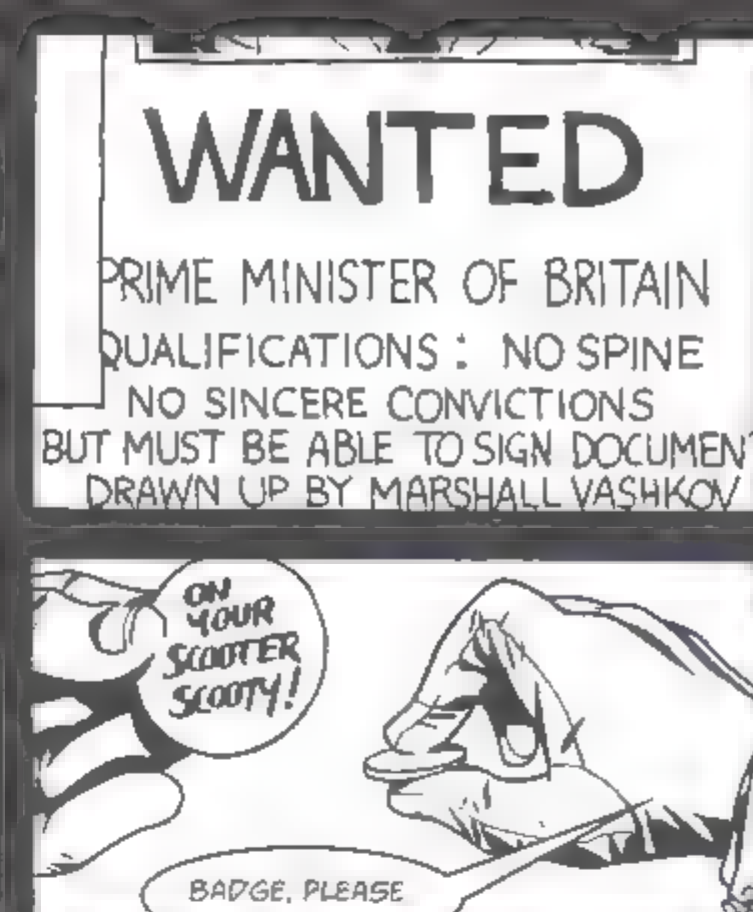 WANTED
PRIME MINISTER OF BRITAIN
QUALIFICATIONS: NO SPINE
NO SINCERE CONVICTIONS
BUT MUST BE ABLE TO SIGN DOCUMENT
DRAWN UP BY MARSHALL VASHKOV
ON
YOUR
SCOOTER
SCOOTY!
BADGE, PLEASE